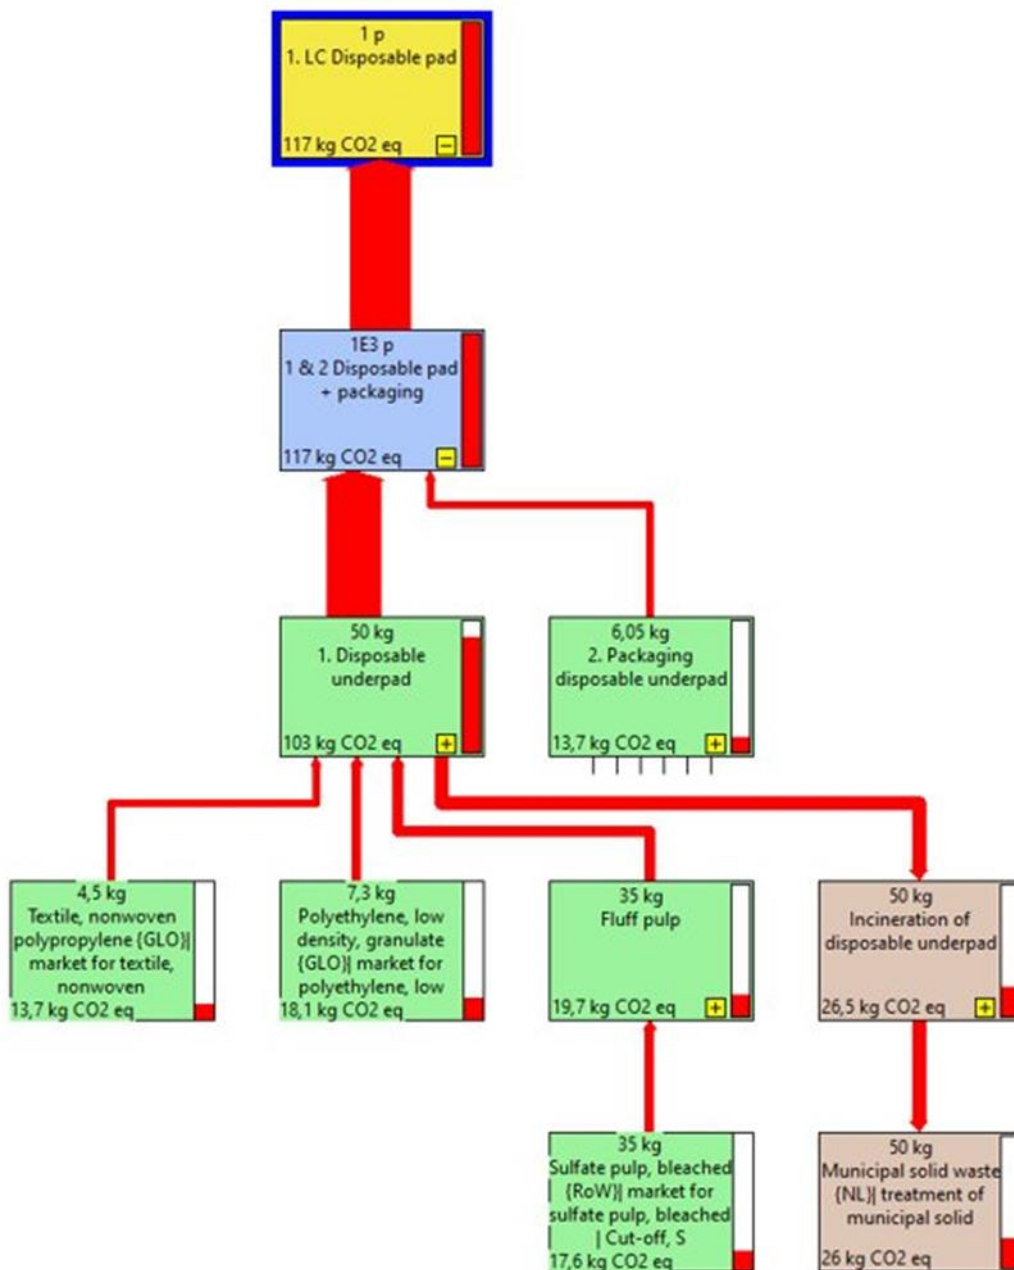 1 p
1. LC Disposable pad
117 kg CO2 eq
1E3 p
1 & 2 Disposable pad
+ packaging
117 kg CO2 eq
50 kg
1. Disposable
underpad
103 kg CO2 eq
6,05 kg
2. Packaging
disposable underpad
13,7 kg CO2 eq
4,5 kg
Textile, nonwoven
polypropylene {GLO}|
market for textile,
nonwoven
13,7 kg CO2 eq
7,3 kg
Polyethylene, low
density, granulate
{GLO}| market for
polyethylene, low
18,1 kg CO2 eq
35 kg
Fluff pulp
19,7 kg CO2 eq
50 kg
Incineration of
disposable underpad
26,5 kg CO2 eq
35 kg
Sulfate pulp, bleached
{RoW}| market for
sulfate pulp, bleached
| Cut-off, S
17,6 kg CO2 eq
50 kg
Municipal solid waste
{NL}| treatment of
municipal solid
26 kg CO2 eq